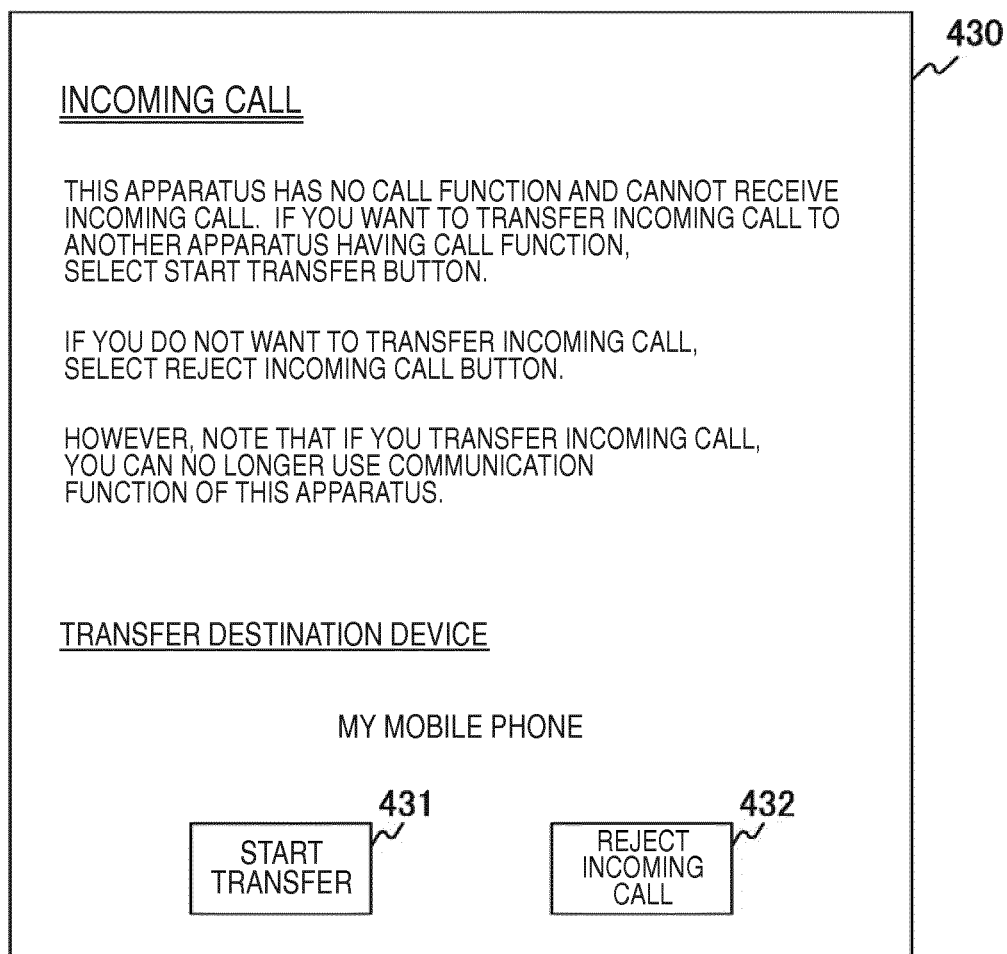 430
INCOMING CALL
THIS APPARATUS HAS NO CALL FUNCTION AND CANNOT RECEIVE
INCOMING CALL. IF YOU WANT TO TRANSFER INCOMING CALL TO
ANOTHER APPARATUS HAVING CALL FUNCTION,
SELECT START TRANSFER BUTTON.
IF YOU DO NOT WANT TO TRANSFER INCOMING CALL,
SELECT REJECT INCOMING CALL BUTTON.
HOWEVER, NOTE THAT IF YOU TRANSFER INCOMING CALL,
YOU CAN NO LONGER USE COMMUNICATION
FUNCTION OF THIS APPARATUS.
TRANSFER DESTINATION DEVICE
MY MOBILE PHONE
431
START
TRANSFER
432
REJECT
INCOMING
CALL